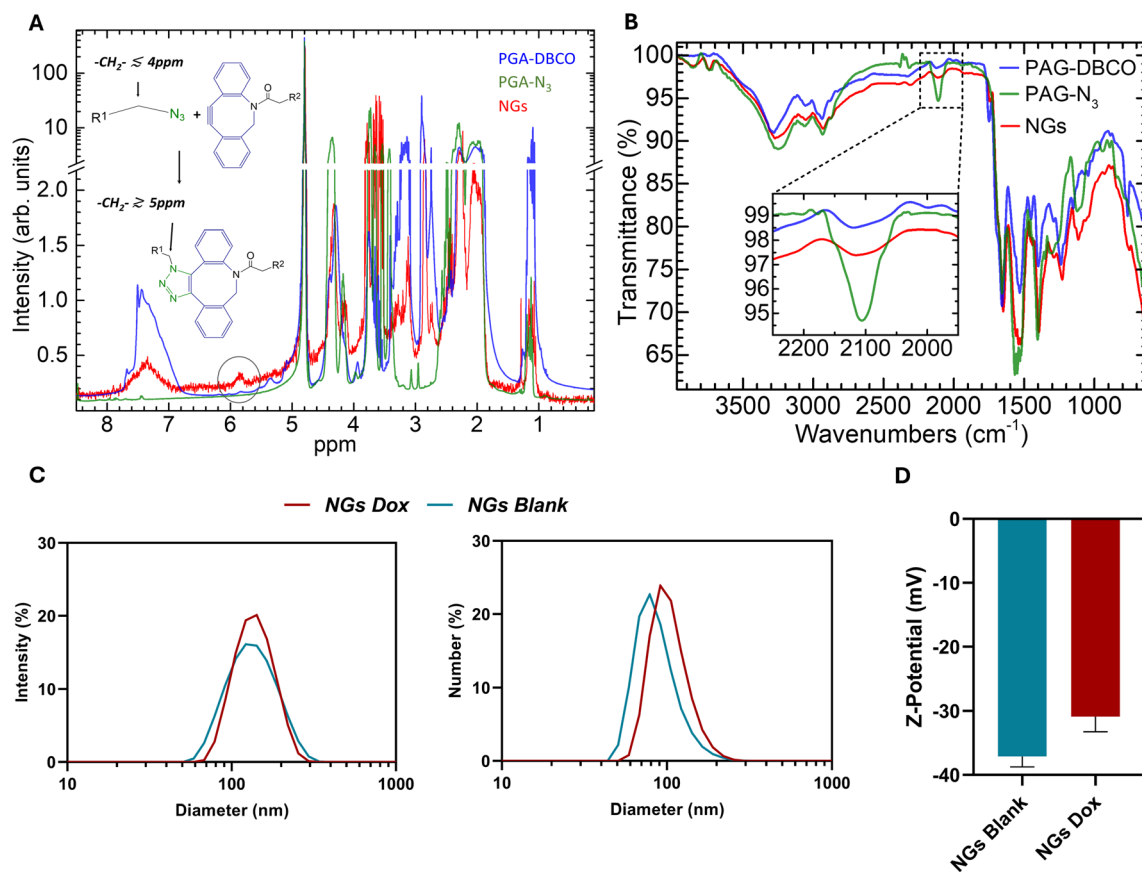 A
-CH₂- ≲ 4ppm
R¹
N₃
+
N
O
R2
-CH₂- ≳ 5ppm
R¹
N
N
N
N
O
R2
PGA-DBCO
PGA-N₃
NGs
Intensity (arb. units)
100
10
2.0
1.5
1.0
0.5
8 7 6 5 4 3 2 1
ppm
B
PAG-DBCO
PAG-N₃
NGs
Transmittance (%)
100
95
90
85
80
75
70
65
99
98
97
96
95
2200 2100 2000
3500 3000 2500 2000 1500 1000
Wavenumbers (cm⁻¹)
C
NGs Dox NGs Blank
Intensity (%)
30
20
10
0
10 100 1000
Diameter (nm)
Number (%)
30
20
10
0
10 100 1000
Diameter (nm)
D
Z-Potential (mV)
0
-10
-20
-30
-40
NGs Blank
NGs Dox